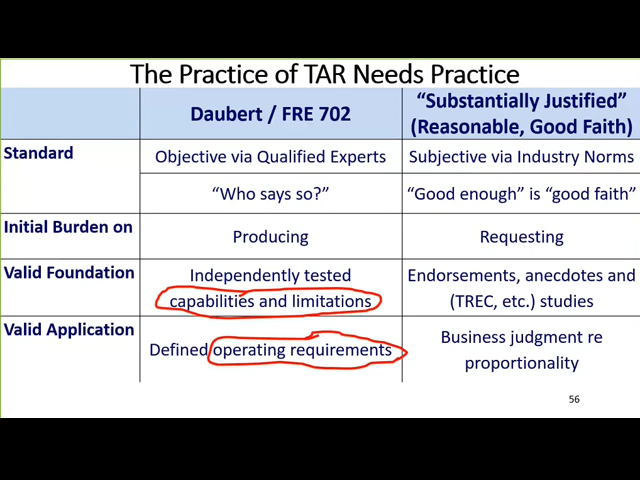 The Practice of TAR Needs Practice
Daubert / FRE 702
“Substantially Justified”
(Reasonable, Good Faith)
Standard
Objective via Qualified Experts
Subjective via Industry Norms
“Who says so?”
“Good enough” is “good faith”
Initial Burden on
Producing
Requesting
Valid Foundation
Independently tested
capabilities and limitations
Endorsements, anecdotes and
(TREC, etc.) studies
Valid Application
Defined operating requirements
Business judgment re
proportionality
56